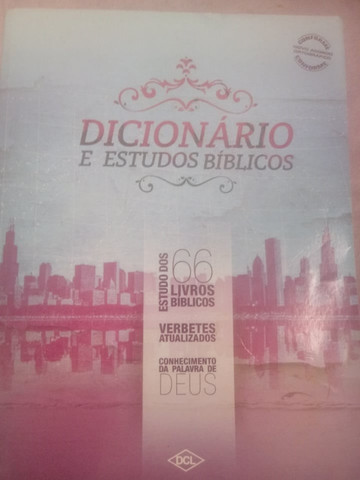 DICIONÁRIO
E ESTUDOS BÍBLICOS
ESTUDO DOS
66
LIVROS
BÍBLICOS
VERBETES
ATUALIZADOS
CONHECIMENTO
DA PALAVRA DE
DEUS
DCL